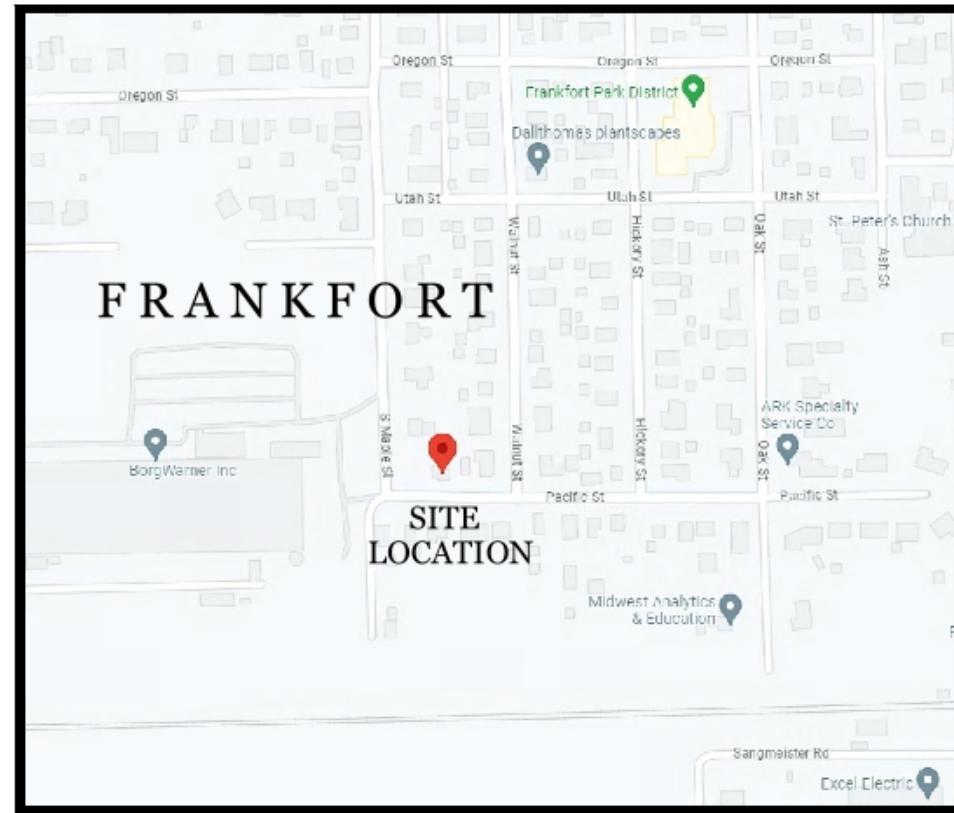 Oregon St
Oregon St
Oregon St
Oregon St
Frankfort Park District
Dallthomas plantscapes
Utah St
Utah St
Utah St
Walnut St
Hickory St
Oak St
St. Peter's Church
Ash St
FRANKFORT
ARK Specialty
Service Co
S Maple St
Walnut St
Hickory St
Oak St
BorgWarner Inc
Pacific St
Pacific St
SITE
LOCATION
Midwest Analytics
& Education
Sangmeister Rd
Excel Electric